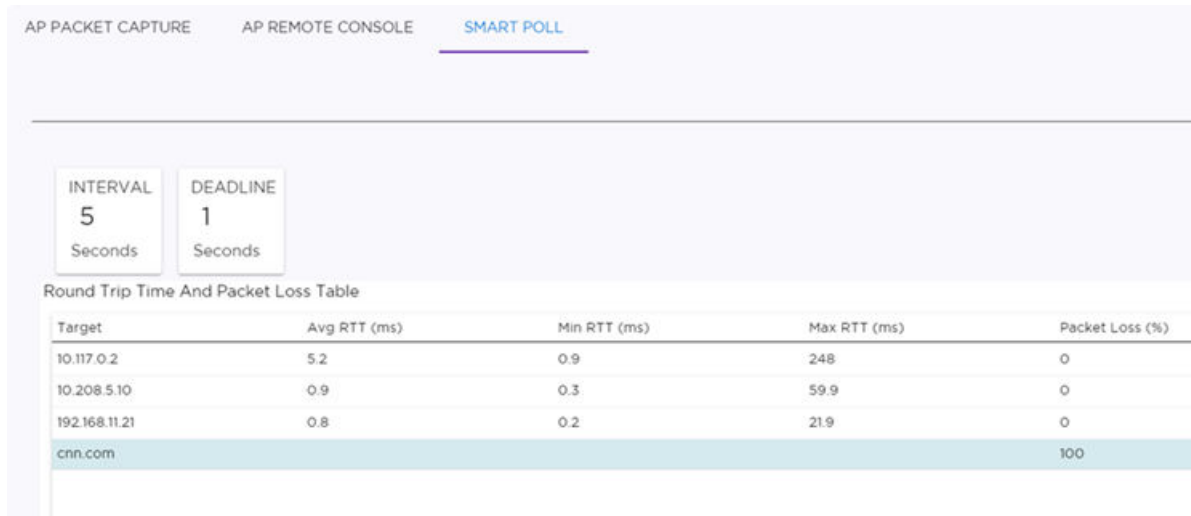 AP PACKET CAPTURE AP REMOTE CONSOLE SMART POLL
INTERVAL DEADLINE
5 1
Seconds Seconds
Round Trip Time And Packet Loss Table
Target Avg RTT (ms) Min RTT (ms) Max RTT (ms) Packet Loss (%)
10.117.0.2 5.2 0.9 248 0
10.208.5.10 0.9 0.3 59.9 0
192.168.11.21 0.8 0.2 21.9 0
cnn.com 100